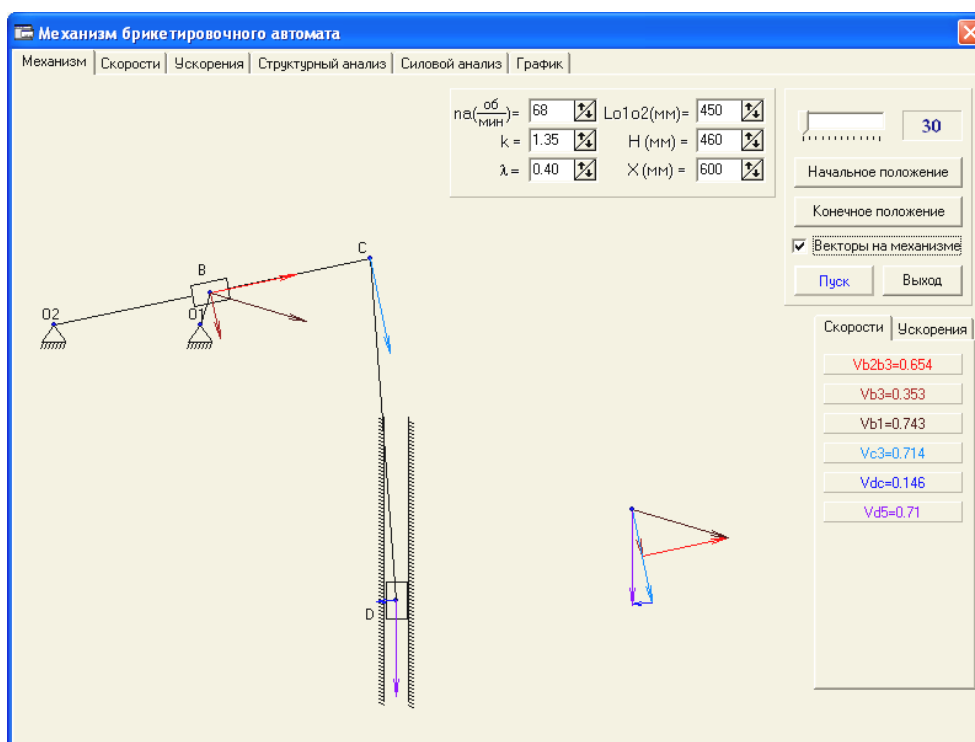 Механизм брикетировочного автомата
Механизм Скорости Ускорения Структурный анализ Силовой анализ График
na(об/мин)= 68 Lo1o2(мм)= 450
k = 1.35 H (мм) = 460
λ = 0.40 X (мм) = 600
30
Начальное положение
Конечное положение
Векторы на механизме
Пуск Выход
C
B
O2 O1
D
Скорости Ускорения
Vb2b3=0.654
Vb3=0.353
Vb1=0.743
Vc3=0.714
Vdc=0.146
Vd5=0.71